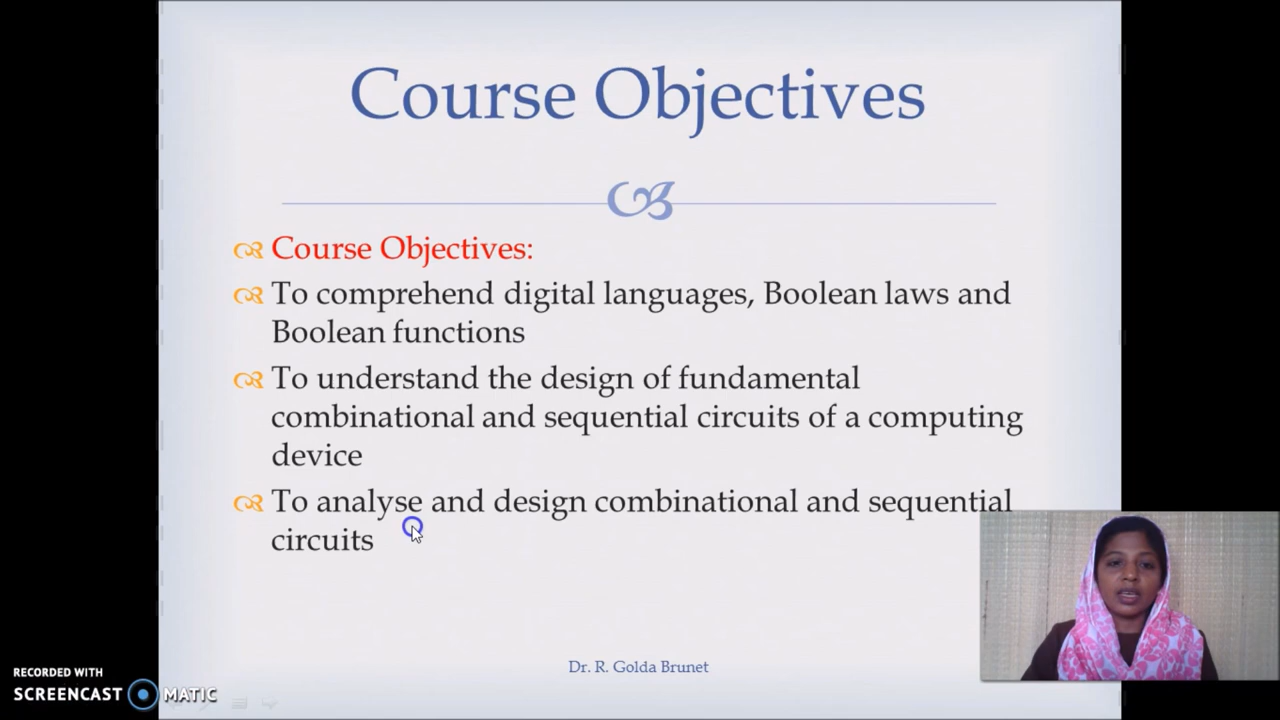 Course Objectives
Course Objectives:
To comprehend digital languages, Boolean laws and
Boolean functions
To understand the design of fundamental
combinational and sequential circuits of a computing
device
To analyse and design combinational and sequential
circuits
Dr. R. Golda Brunet
RECORDED WITH
SCREENCAST MATIC